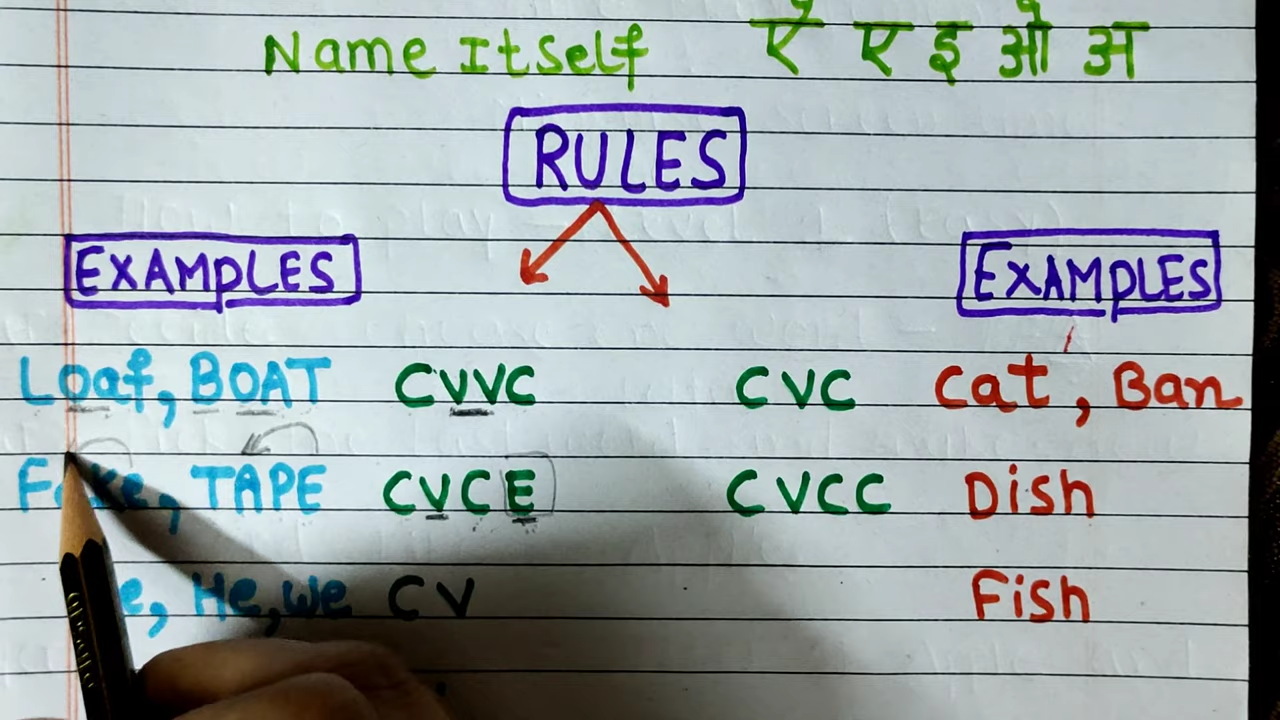 Name Itself ऐ ए इ ओ अ
RULES
EXAMPLES EXAMPLES
Loaf, BOAT CVVC CVC Cat, Ban
TAPE CVCE CVCC Dish
He, We CV Fish